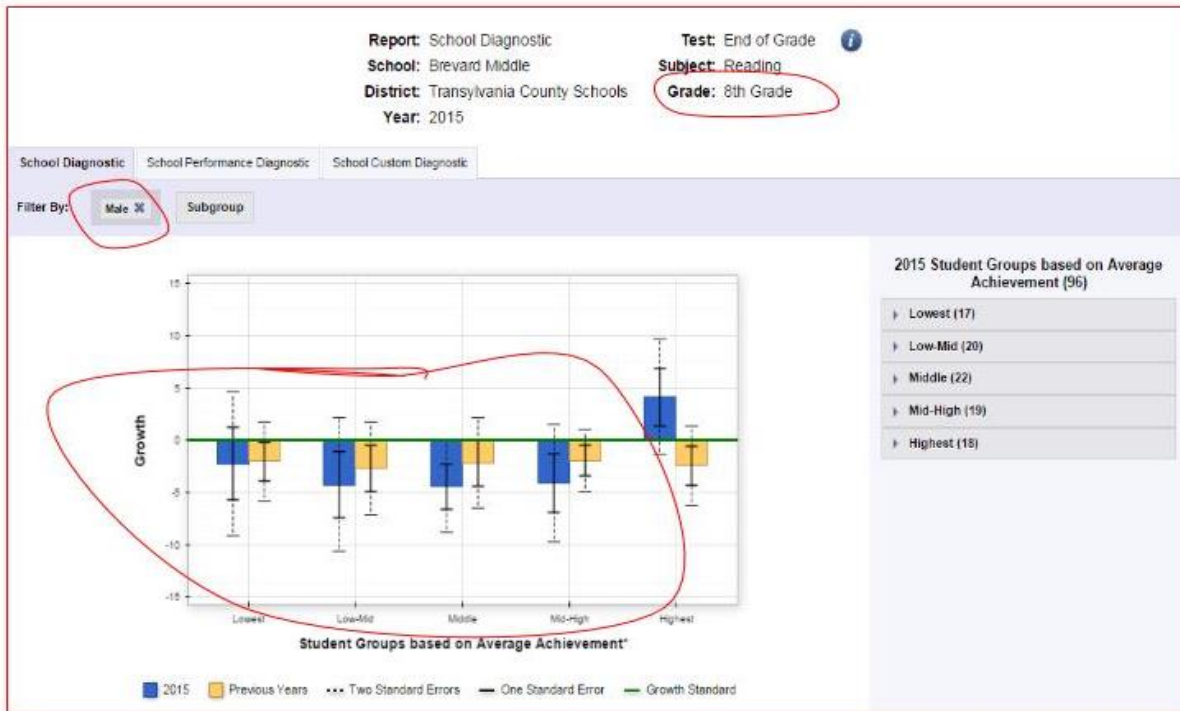 Report: School Diagnostic Test: End of Grade i
School: Brevard Middle Subject: Reading
District: Transylvania County Schools Grade: 8th Grade
Year: 2015
School Diagnostic School Performance Diagnostic School Custom Diagnostic
Filter By: Male ✖ Subgroup
2015 Student Groups based on Average
Achievement (96)
Lowest (17)
Low-Mid (20)
Middle (22)
Mid-High (19)
Highest (18)
15
10
5
0
-5
-10
-15
Growth
Lowest Low-Mid Middle Mid-High Highest
Student Groups based on Average Achievement*
2015 Previous Years Two Standard Errors One Standard Error Growth Standard